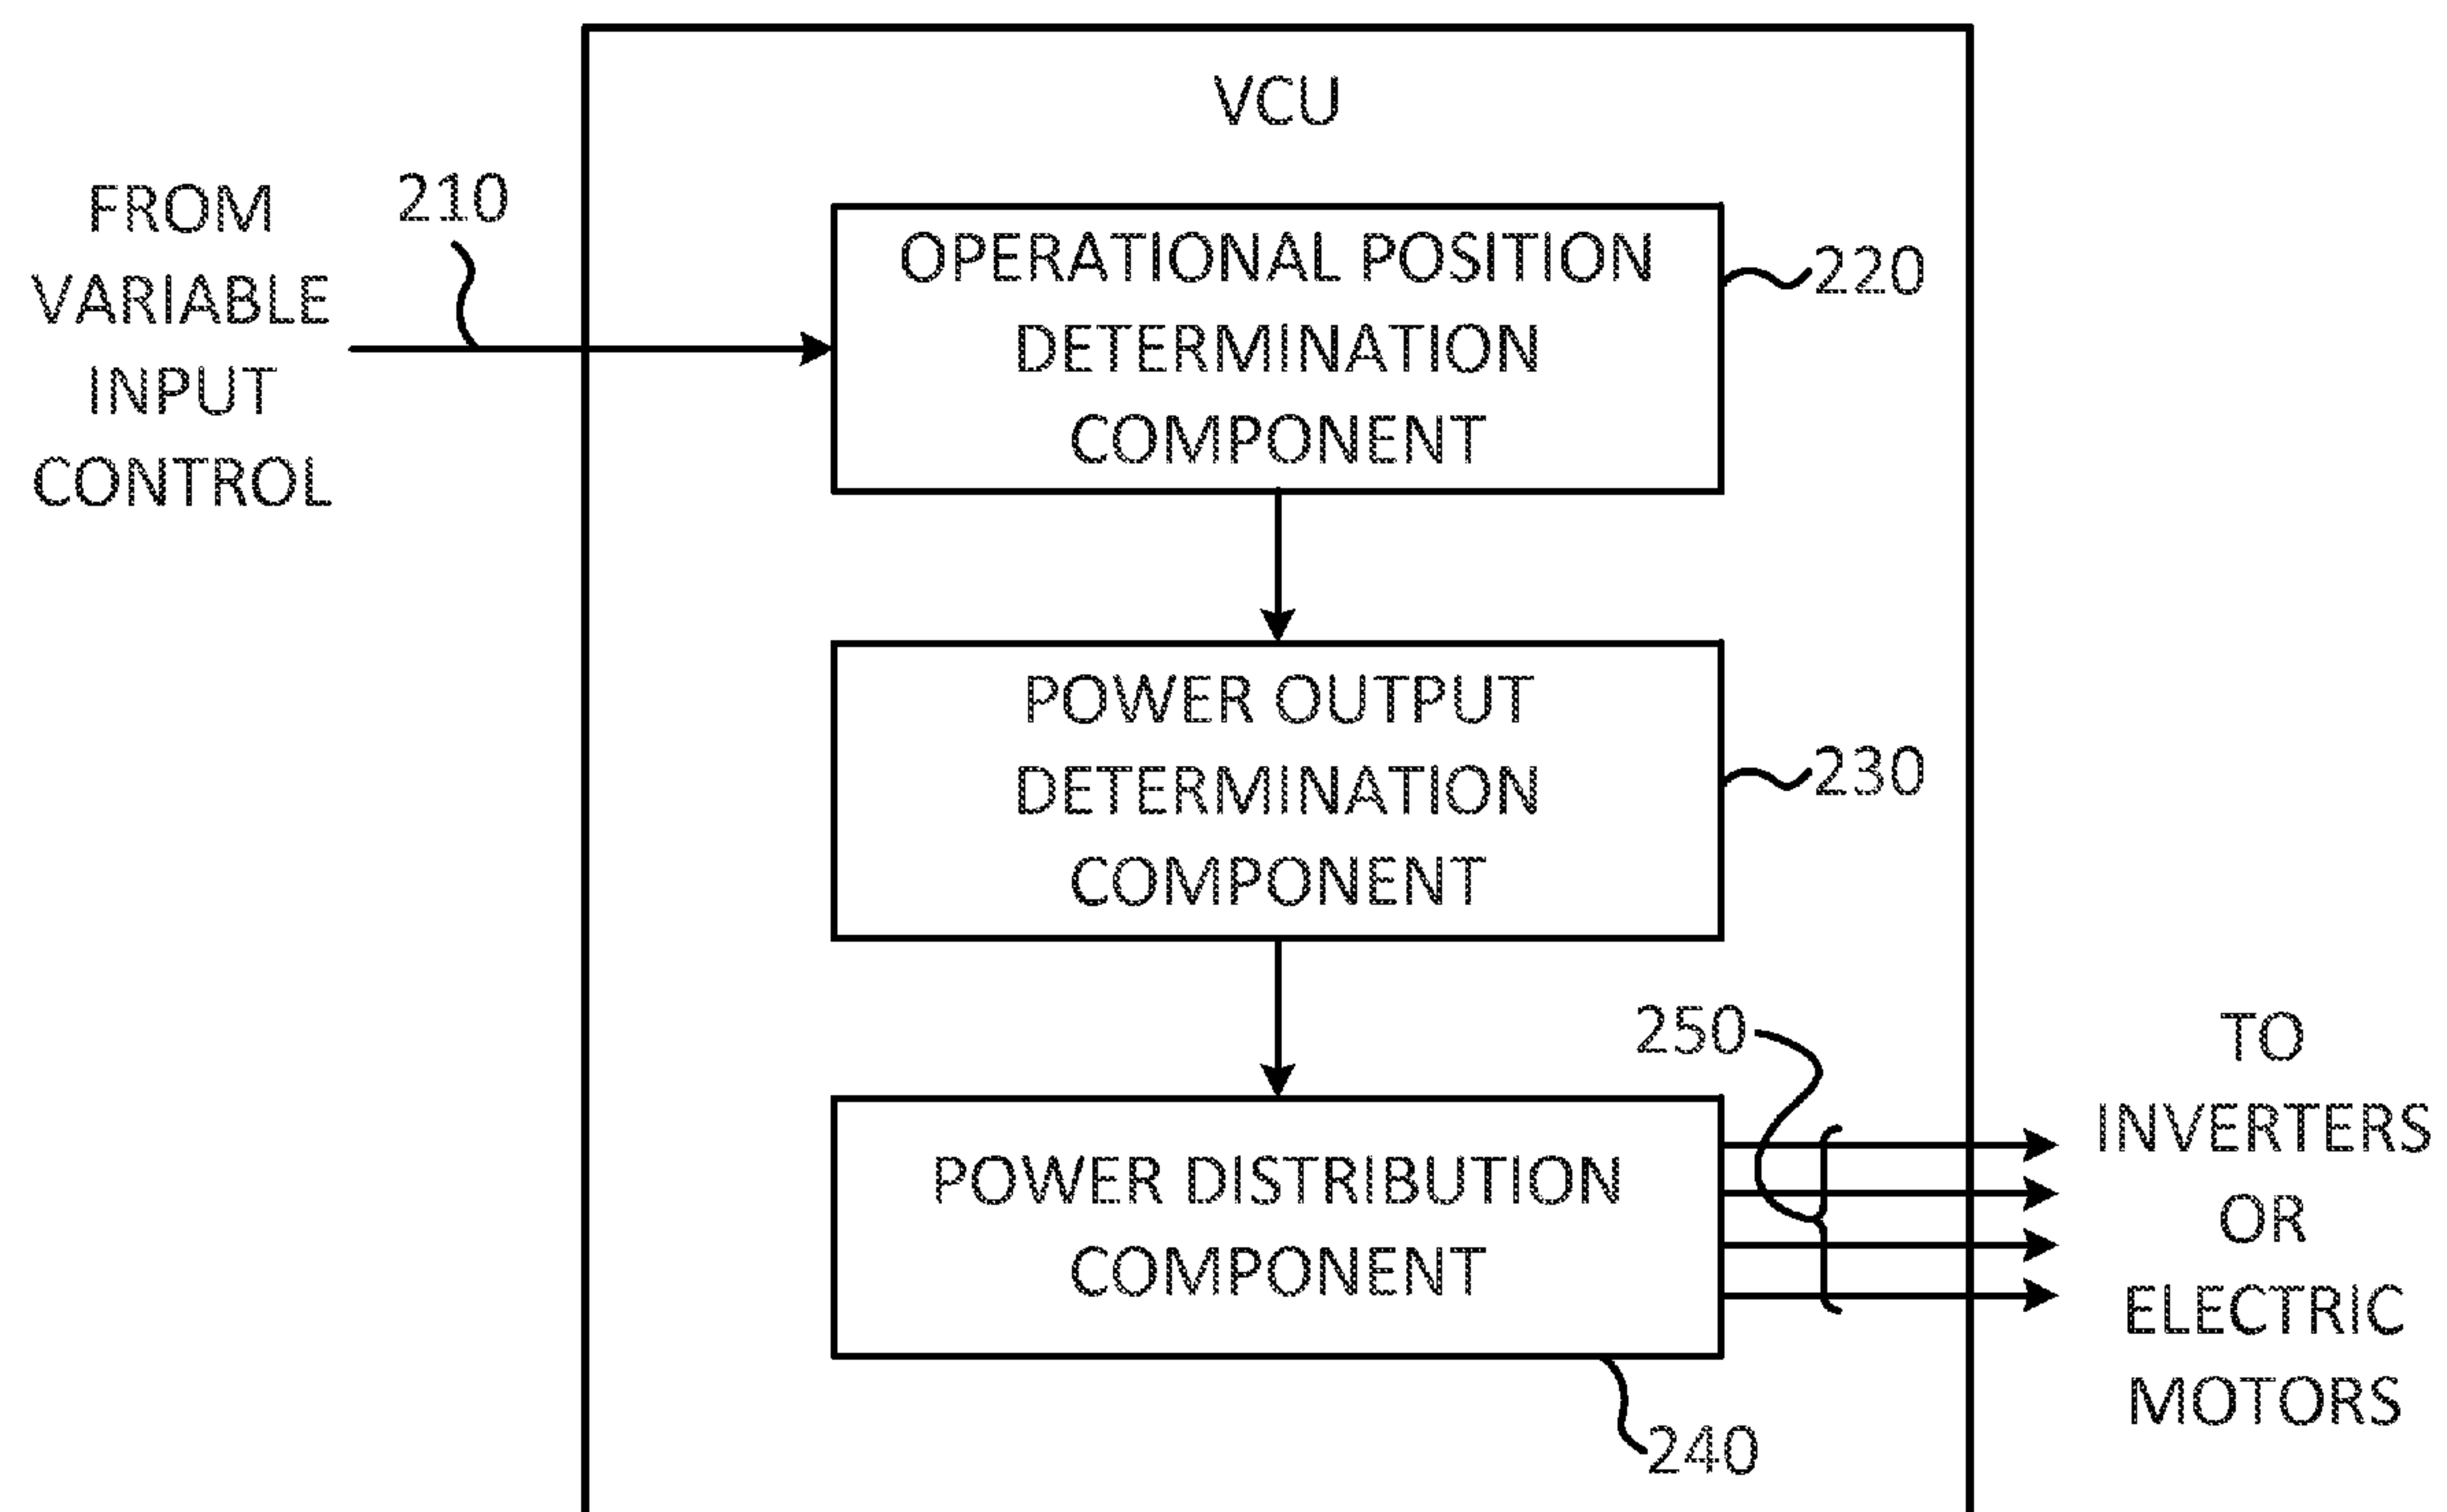 VCU
FROM
VARIABLE
INPUT
CONTROL
210
OPERATIONAL POSITION
DETERMINATION
COMPONENT
220
POWER OUTPUT
DETERMINATION
COMPONENT
230
POWER DISTRIBUTION
COMPONENT
240
250
TO
INVERTERS
OR
ELECTRIC
MOTORS